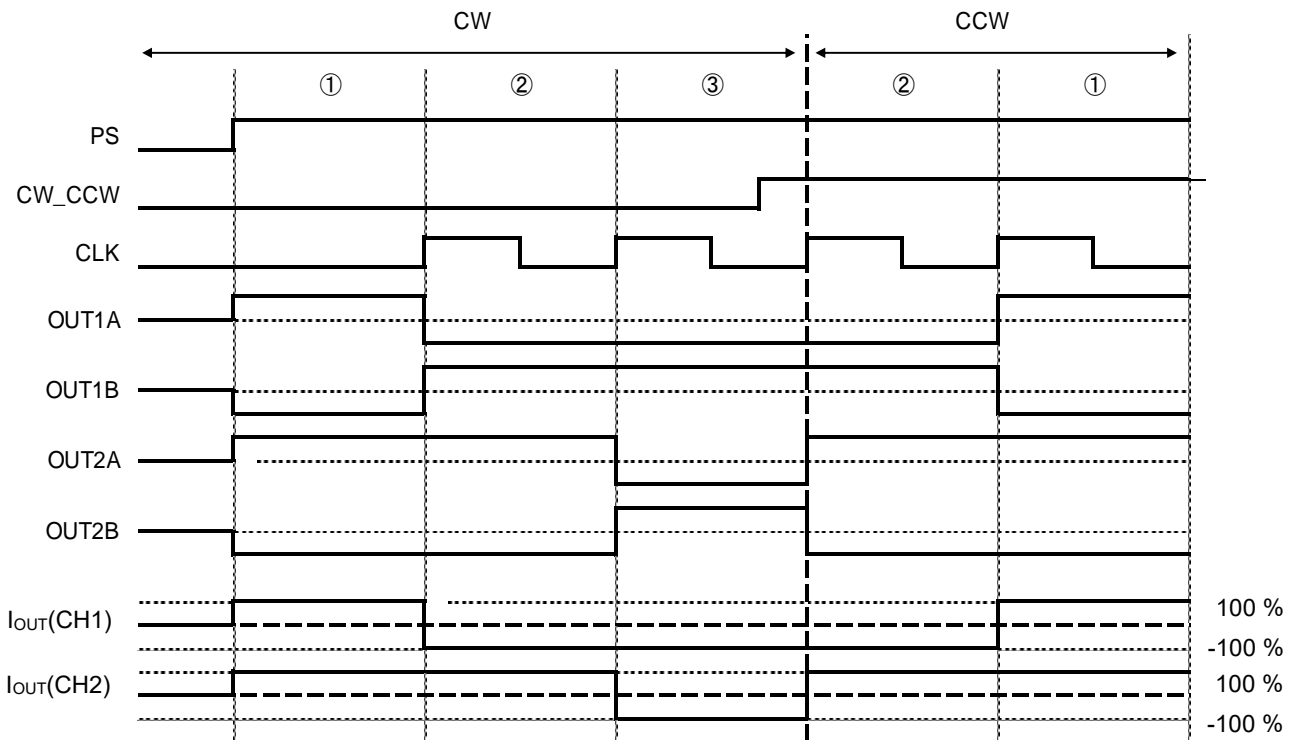 CW CCW
① ② ③ ② ①
PS
CW_CCW
CLK
OUT1A
OUT1B
OUT2A
OUT2B
IOUT(CH1) 100 %
-100 %
IOUT(CH2) 100 %
-100 %